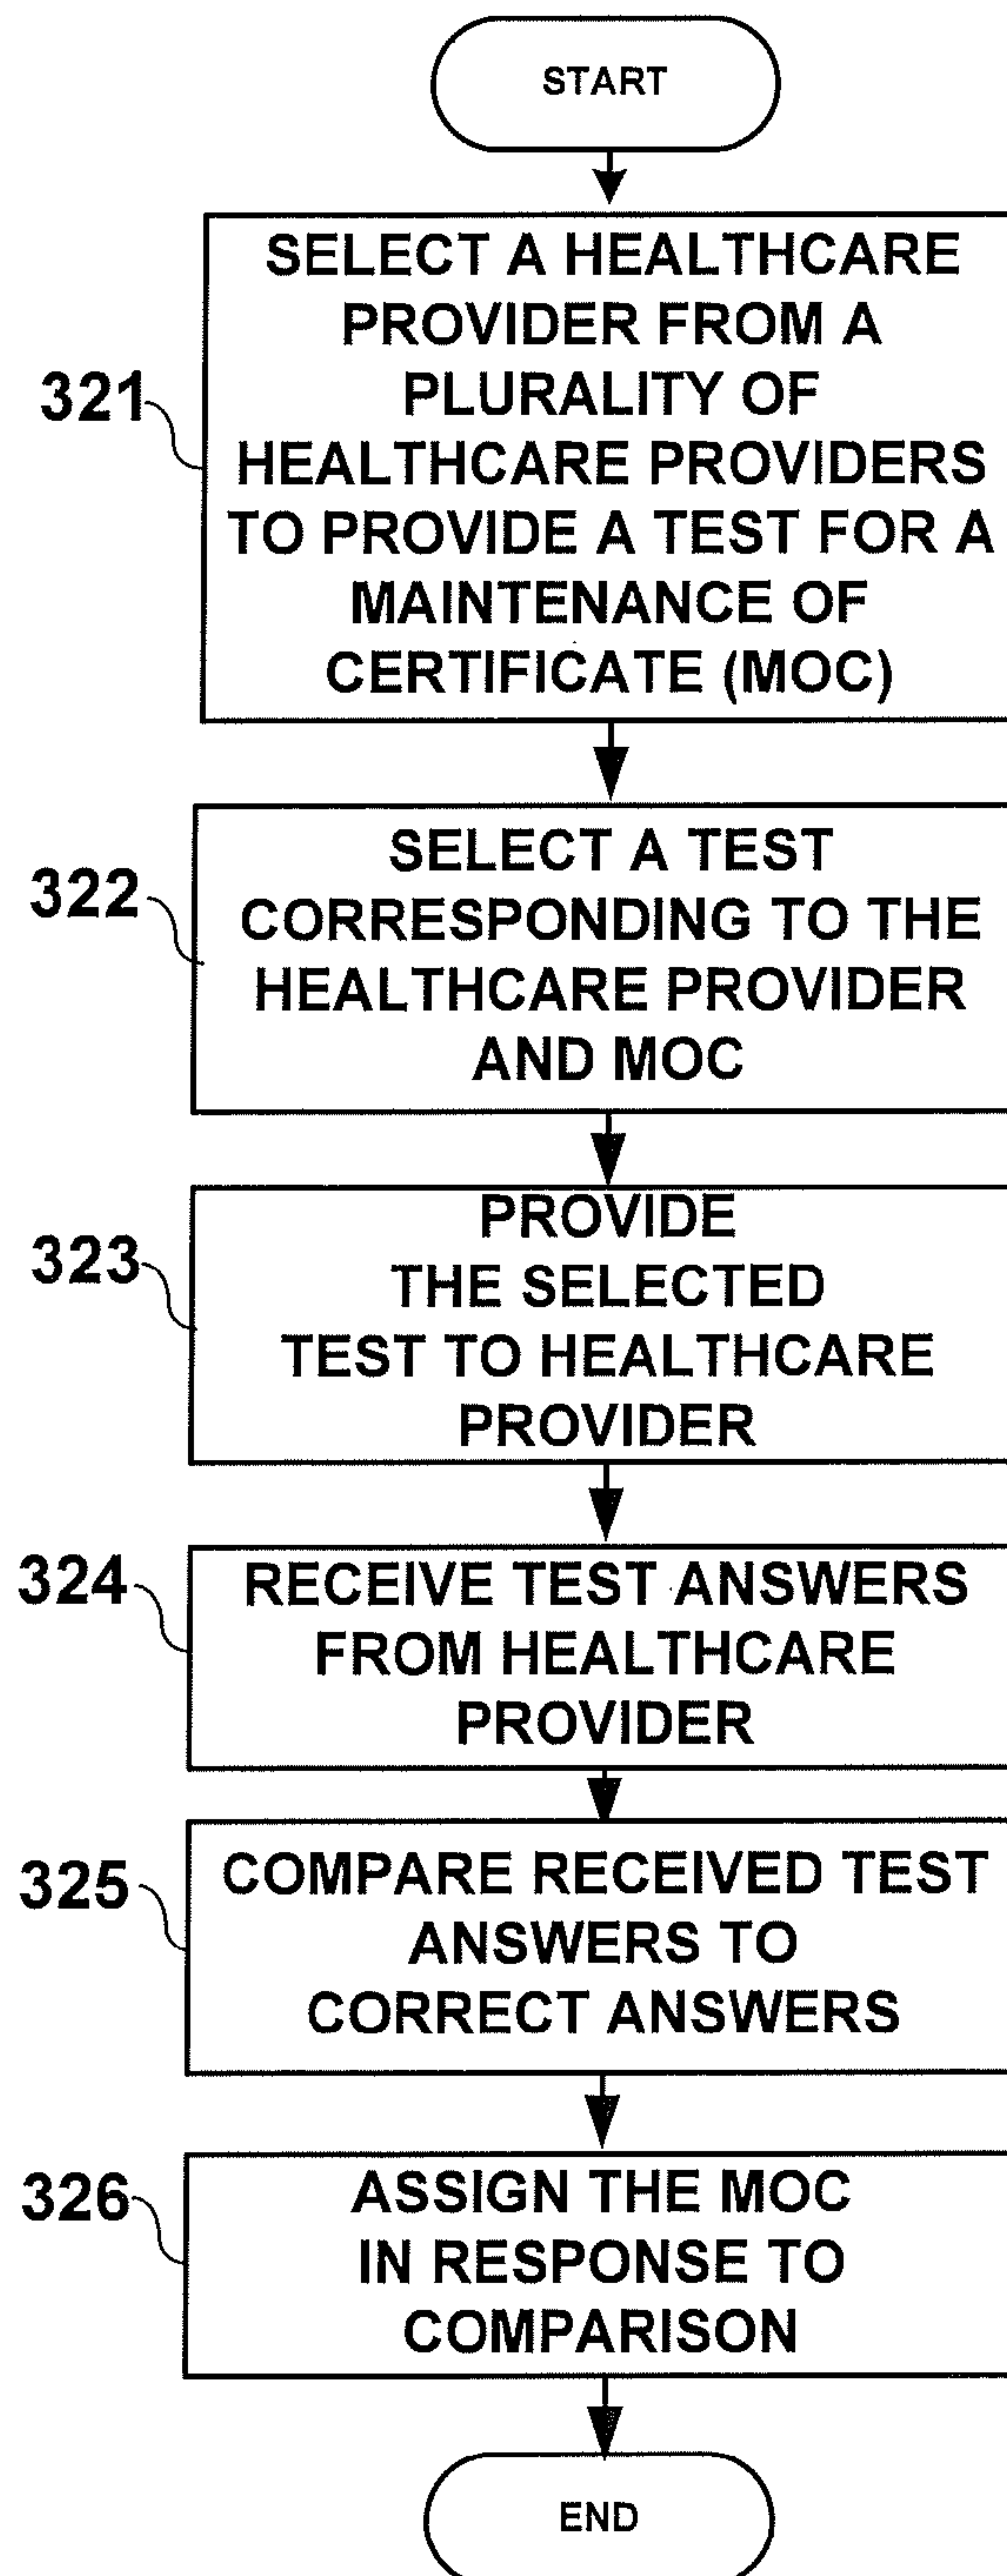 START
SELECT A HEALTHCARE
PROVIDER FROM A
PLURALITY OF
321
HEALTHCARE PROVIDERS
TO PROVIDE A TEST FOR A
MAINTENANCE OF
CERTIFICATE (MOC)
SELECT A TEST
322
CORRESPONDING TO THE
HEALTHCARE PROVIDER
AND MOC
PROVIDE
323
THE SELECTED
TEST TO HEALTHCARE
PROVIDER
324
RECEIVE TEST ANSWERS
FROM HEALTHCARE
PROVIDER
325
COMPARE RECEIVED TEST
ANSWERS TO
CORRECT ANSWERS
326
ASSIGN THE MOC
IN RESPONSE TO
COMPARISON
END